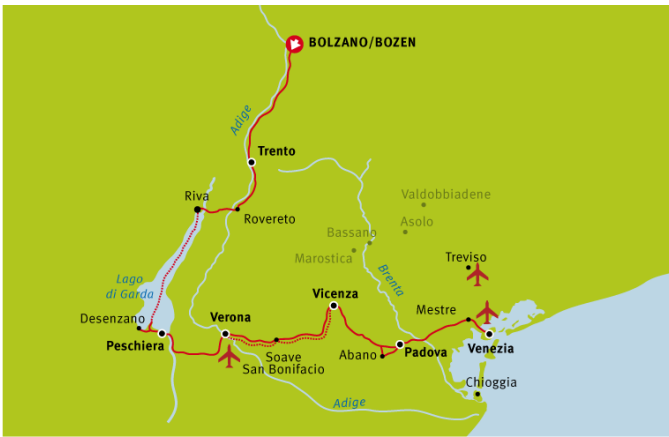 BOLZANO/BOZEN
Adige
Trento
Riva
Valdobbiadene
Rovereto
Asolo
Bassano
Marostica
Treviso
Lago
di Garda
Brenta
Vicenza
Desenzano
Verona
Mestre
Peschiera
Soave
San Bonifacio
Abano
Padova
Venezia
Chioggia
Adige